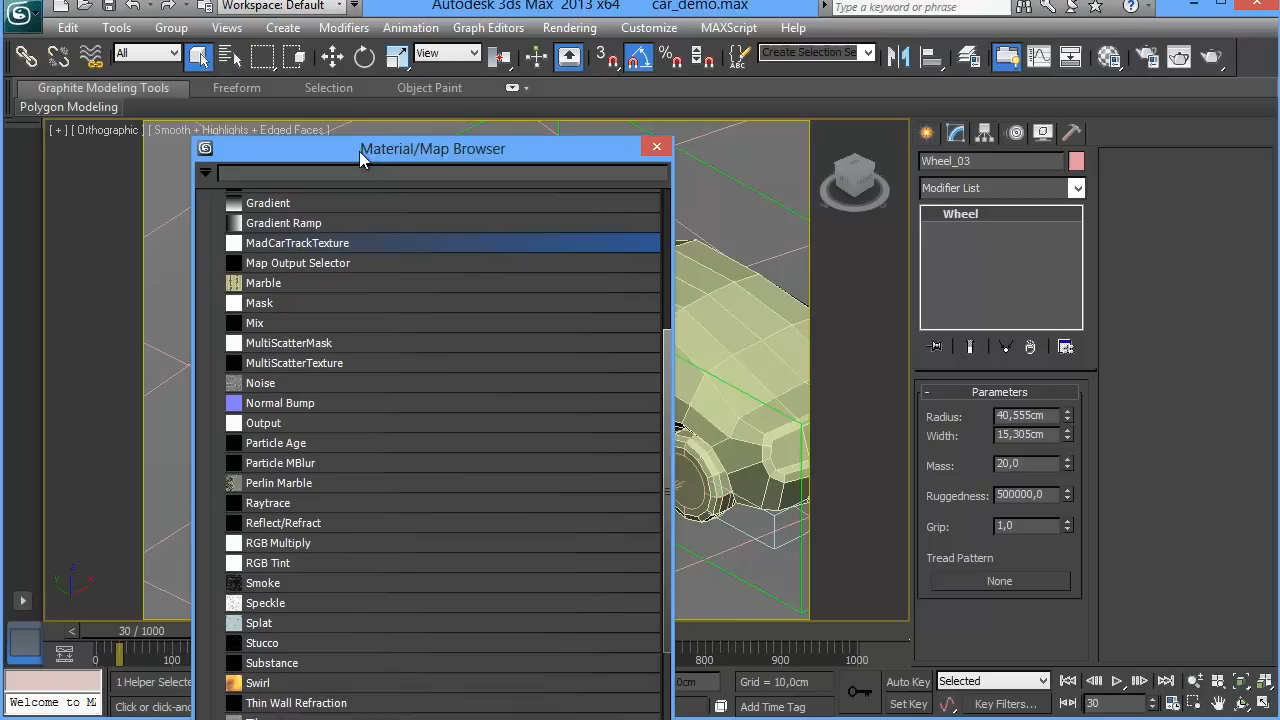 Workspace: Default
Autodesk 3ds Max 2013 x64 car_demo.max
Type a keyword or phrase
Edit Tools Group Views Create Modifiers Animation Graph Editors Rendering Customize MAXScript Help
All
View
3
%
ABC
Create Selection Se
Graphite Modeling Tools Freeform Selection Object Paint
Polygon Modeling
[ + ] [ Orthographic ] [ Smooth + Highlights + Edged Faces ]
Material/Map Browser
Gradient
Gradient Ramp
MadCarTrackTexture
Map Output Selector
Marble
Mask
Mix
MultiScatterMask
MultiScatterTexture
Noise
Normal Bump
Output
Particle Age
Particle MBlur
Perlin Marble
Raytrace
Reflect/Refract
RGB Multiply
RGB Tint
Smoke
Speckle
Splat
Stucco
Substance
Swirl
Thin Wall Refraction
Wheel_03
Modifier List
Wheel
- Parameters
Radius: 40,555cm
Width: 15,305cm
Mass: 20,0
Ruggedness: 500000,0
Grip: 1,0
Tread Pattern
None
z
y x
< 30 / 1000
0 100 800 900 1000
1 Helper Selecte
Grid = 10,0cm
Auto Key Selected
Welcome to M
Click or click-and-
Add Time Tag
Set Key Key Filters...
30